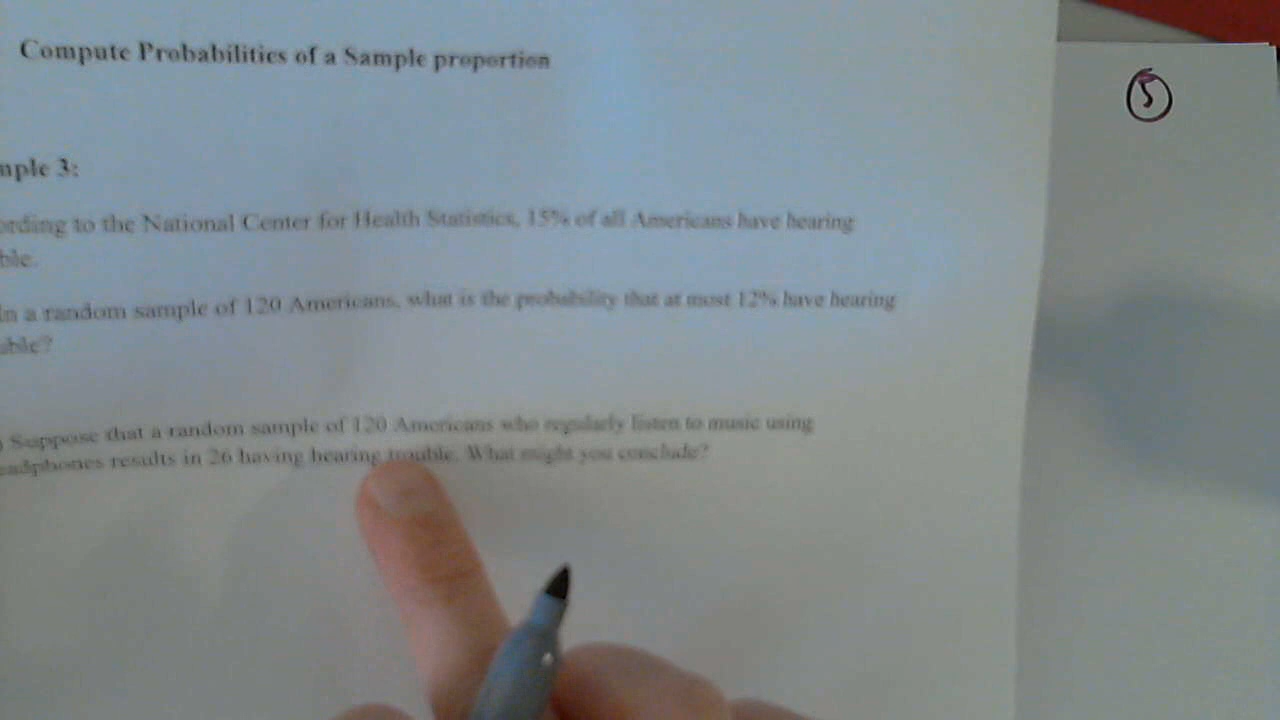 Compute Probabilities of a Sample proportion
5
mple 3:
ording to the National Center for Health Statistics, 15% of all Americans have hearing
ble.
In a random sample of 120 Americans, what is the probability that at most 12% have hearing
uble?
) Suppose that a random sample of 120 Americans who regularly listen to music using
eadphones results in 26 having hearing trouble. What might you conclude?